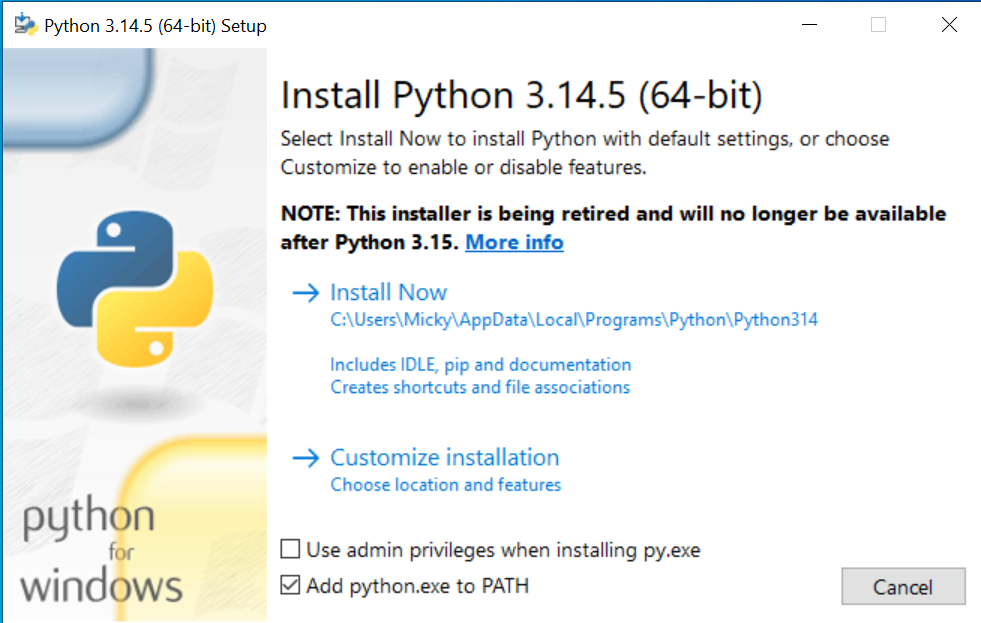 Python 3.14.5 (64-bit) Setup
Install Python 3.14.5 (64-bit)
Select Install Now to install Python with default settings, or choose
Customize to enable or disable features.
NOTE: This installer is being retired and will no longer be available
after Python 3.15. More info
Install Now
C:\Users\Micky\AppData\Local\Programs\Python\Python314
Includes IDLE, pip and documentation
Creates shortcuts and file associations
Customize installation
Choose location and features
Use admin privileges when installing py.exe
Add python.exe to PATH
Cancel
python
for
windows